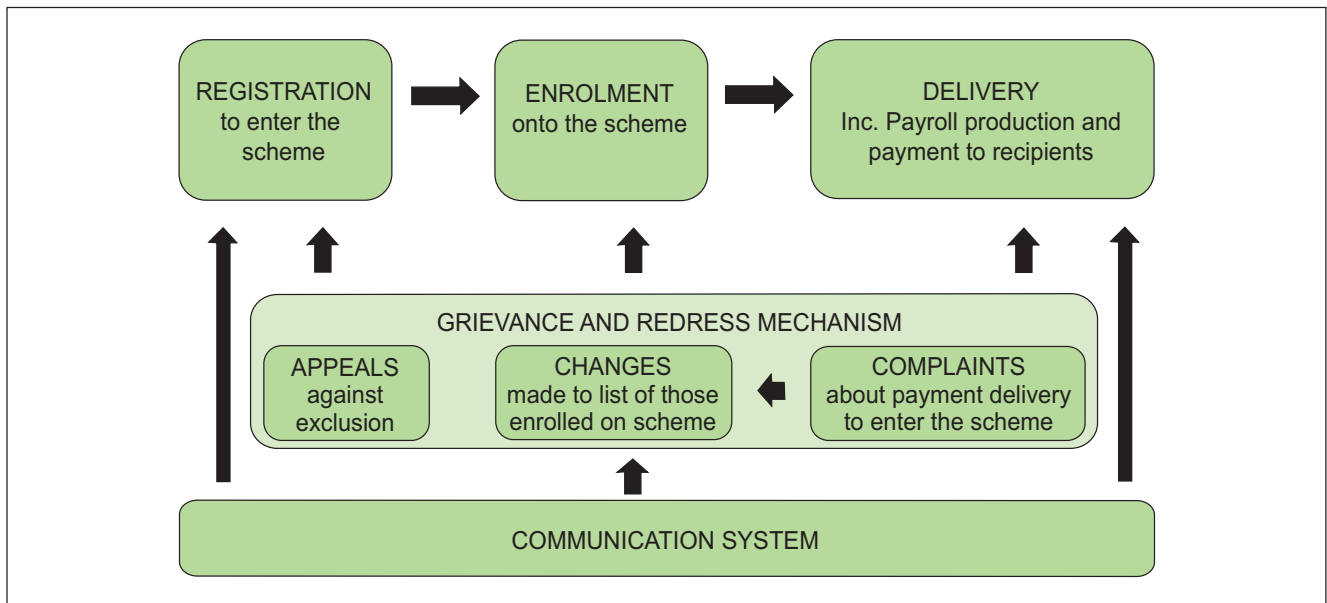 REGISTRATION
to enter the
scheme
ENROLMENT
onto the scheme
DELIVERY
Inc. Payroll production and
payment to recipients
GRIEVANCE AND REDRESS MECHANISM
APPEALS
against
exclusion
CHANGES
made to list of those
enrolled on scheme
COMPLAINTS
about payment delivery
to enter the scheme
COMMUNICATION SYSTEM